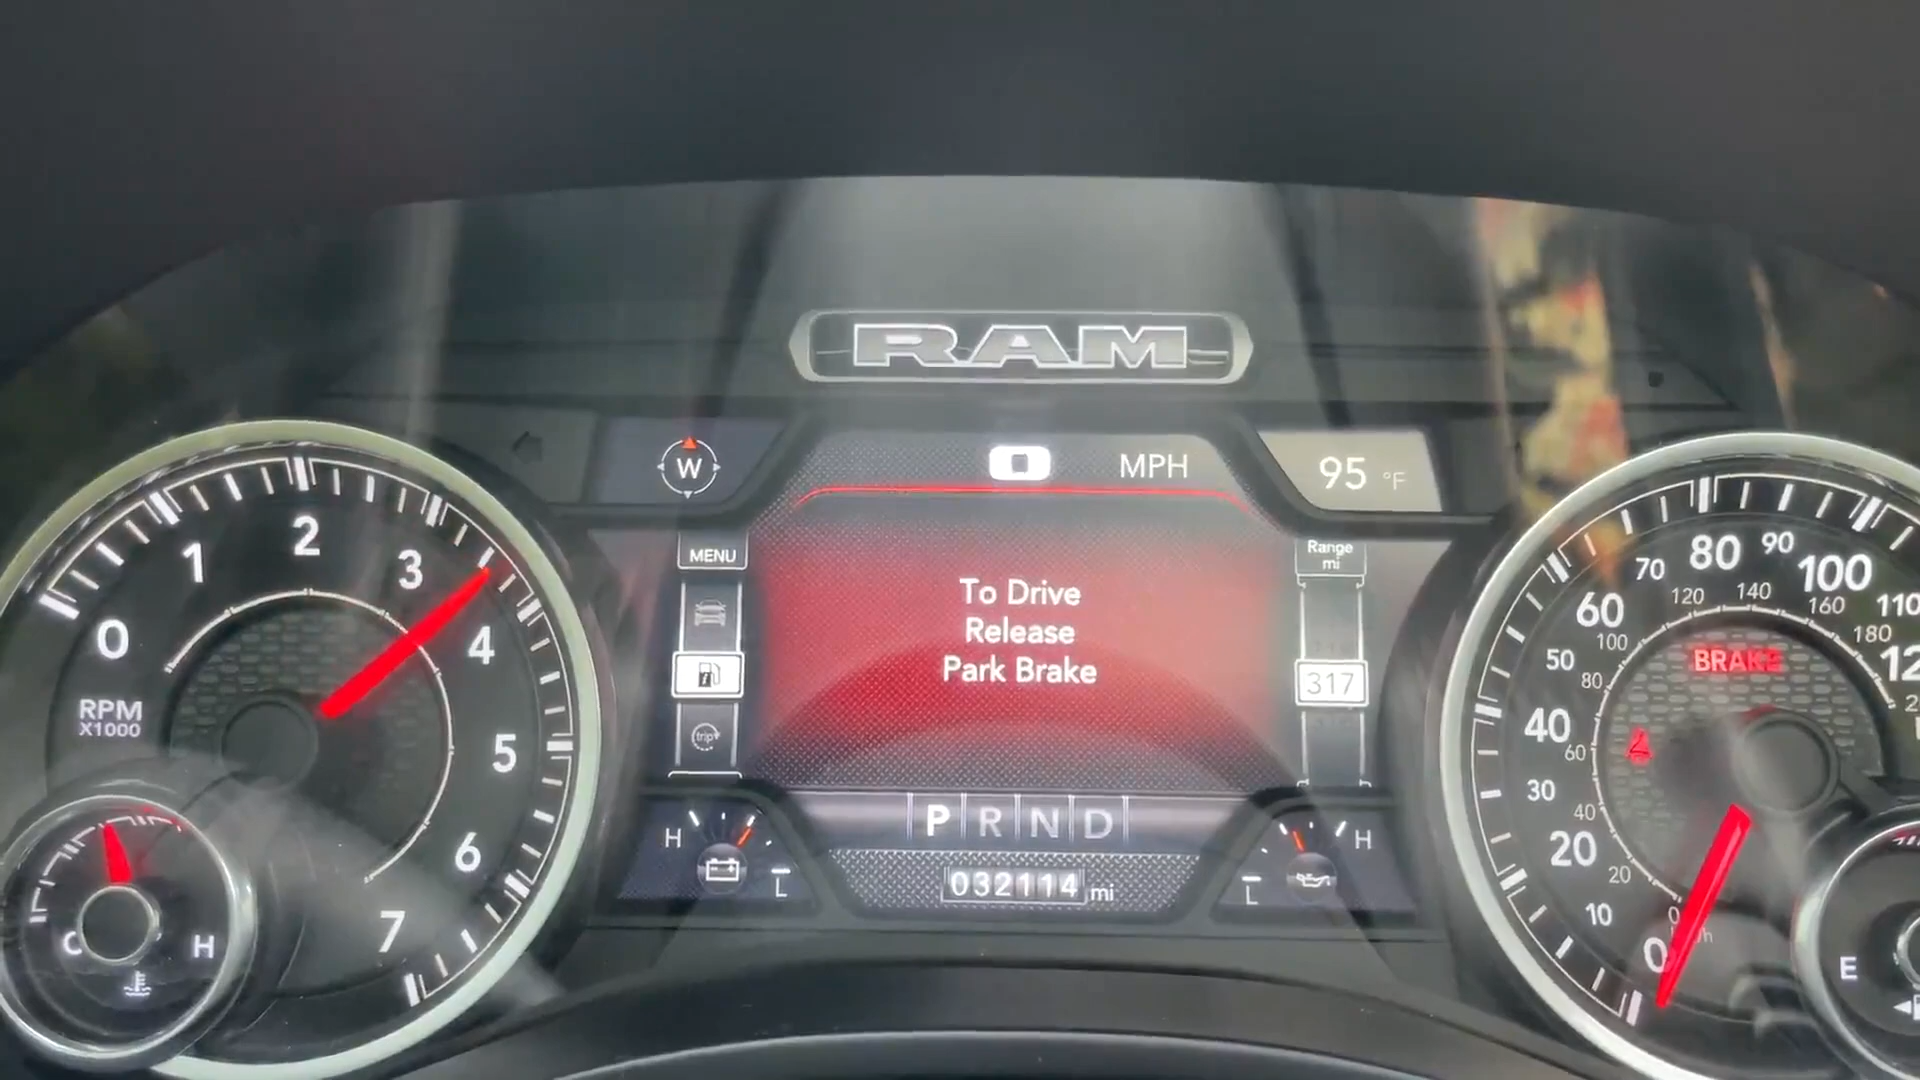 RAM
W
0 MPH
95 °F
MENU
Range
mi
To Drive
Release
Park Brake
317
trip
P R N D
H
L
H
L
032114 mi
0
1
2
3
4
5
6
7
RPM
X1000
C
H
0
10
20
30
40
50
60
70
80
90
100
110
0
20
40
60
80
100
120
140
160
180
BRAKE
E